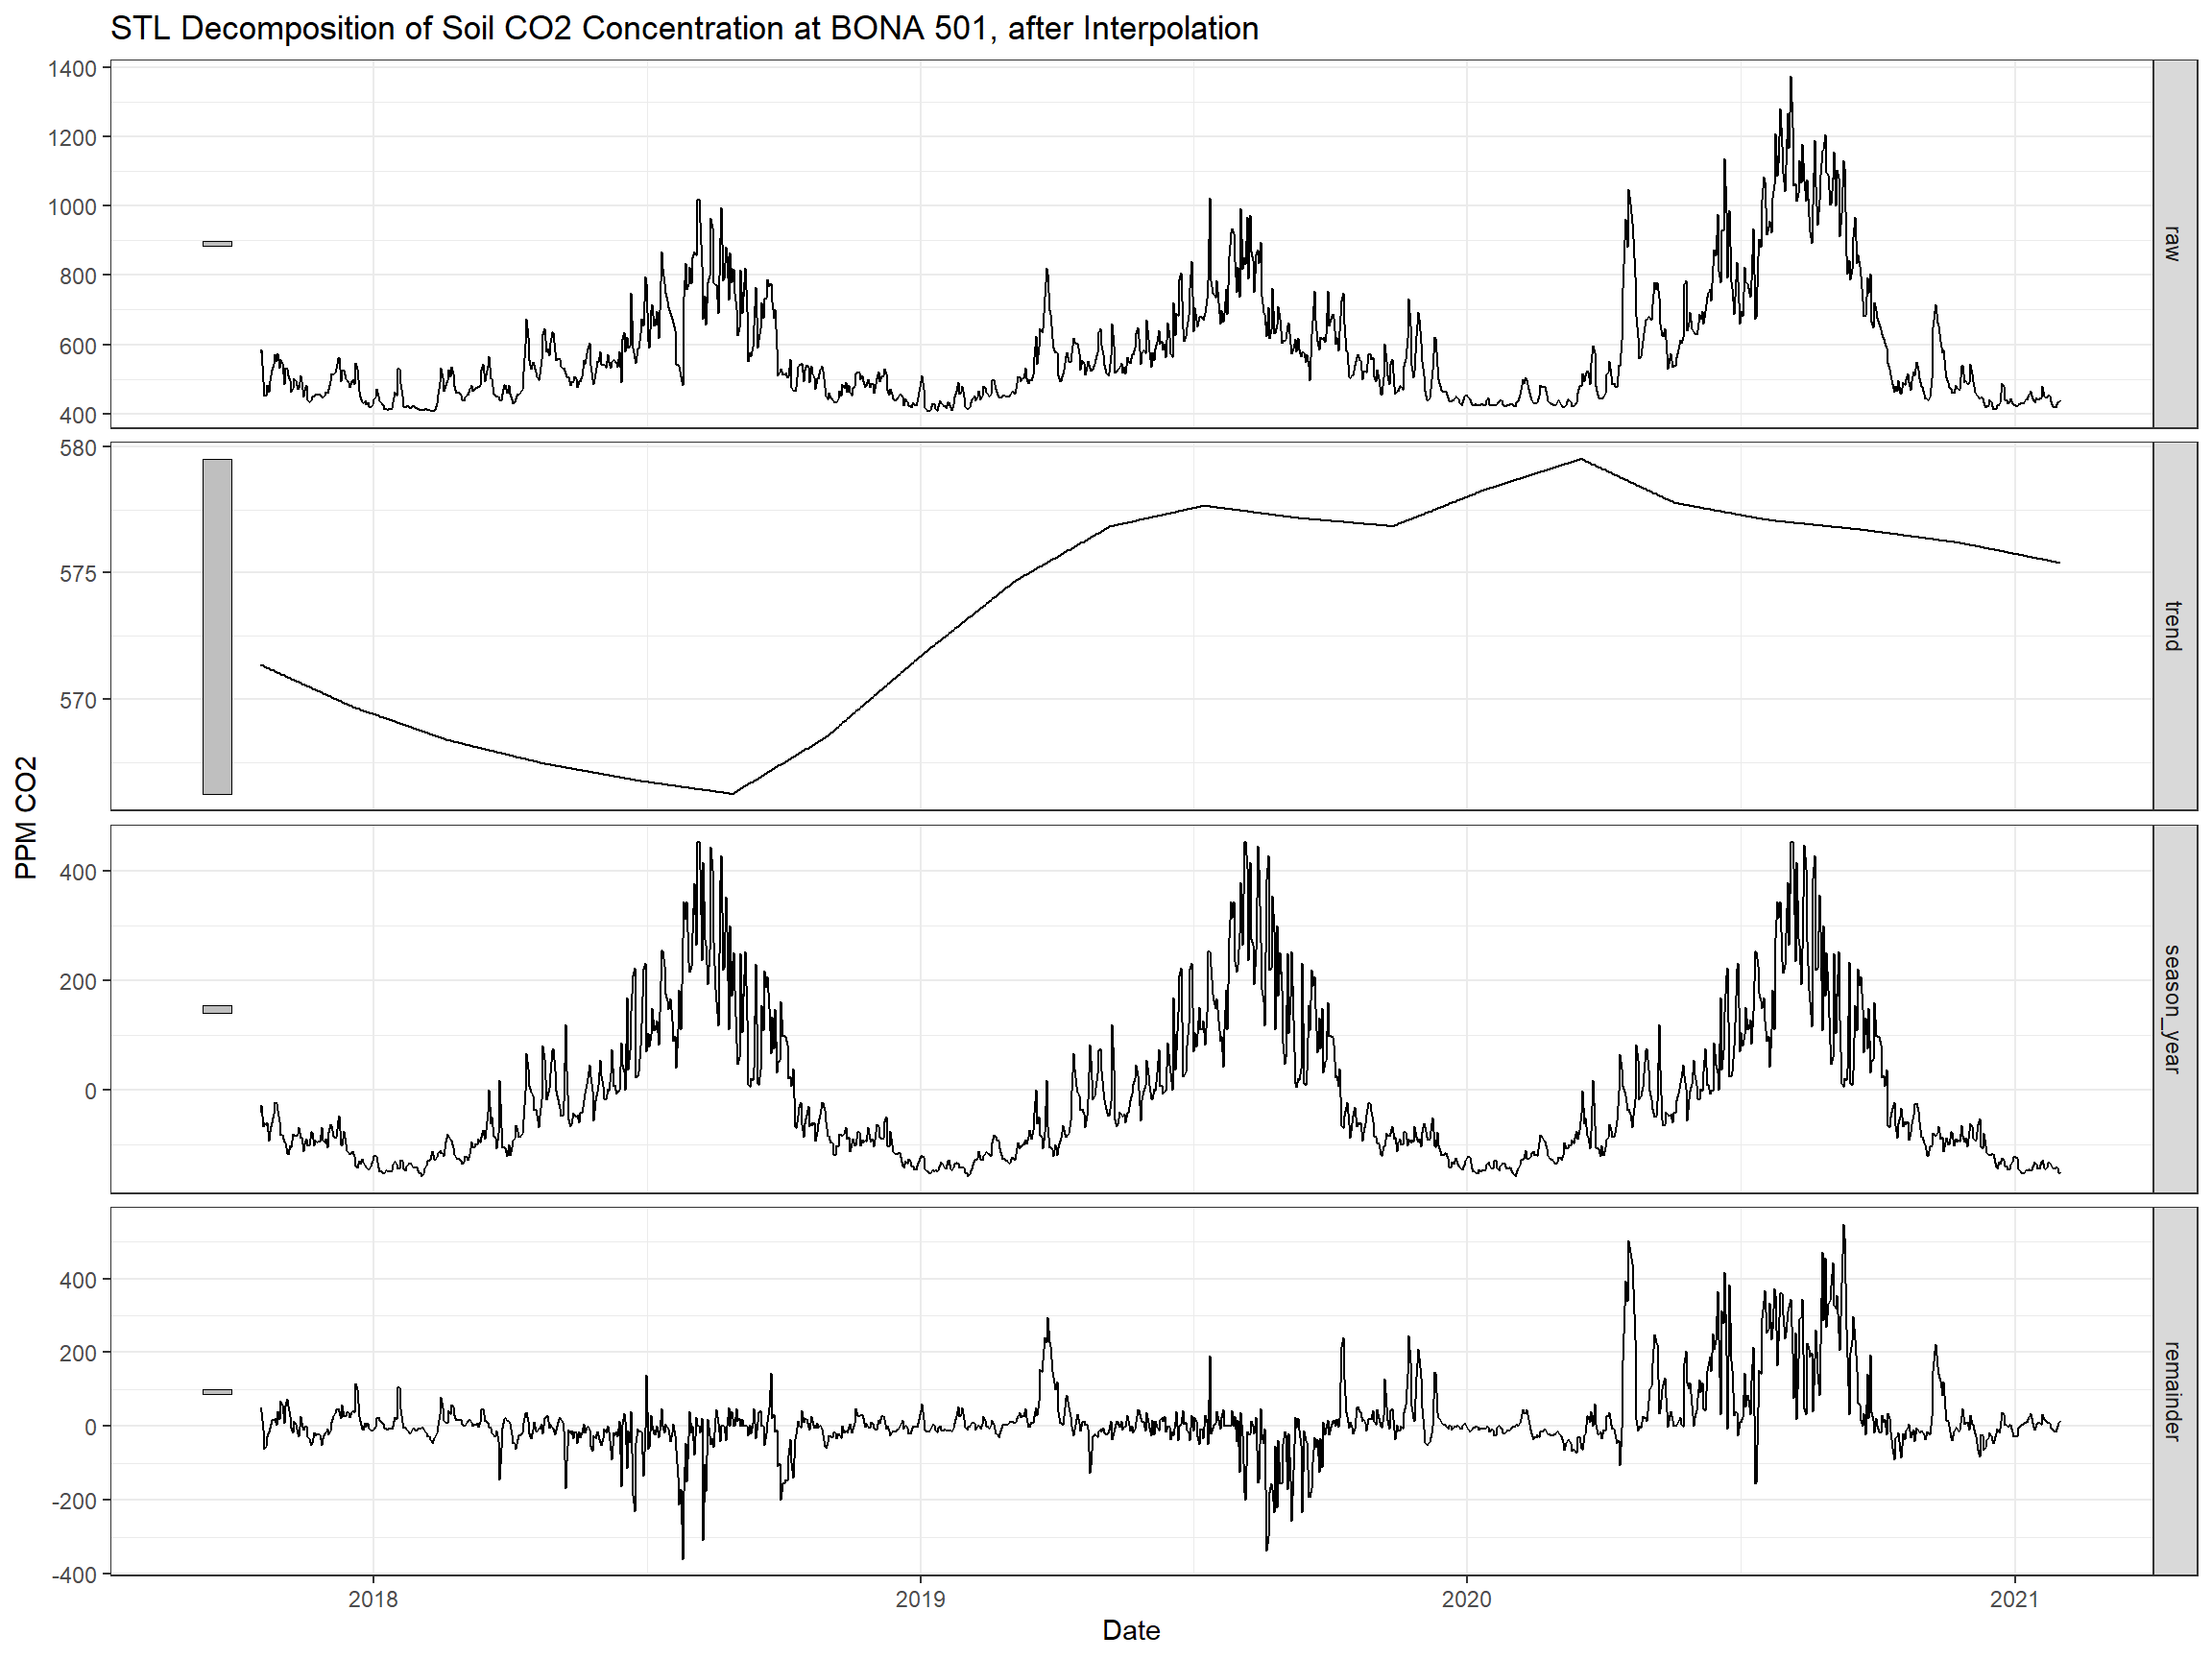 STL Decomposition of Soil CO2 Concentration at BONA 501, after Interpolation
1400
1200
1000
800
600
400
raw
580
575
570
trend
PPM CO2
400
200
0
season_year
400
200
0
-200
-400
remainder
2018 2019 2020 2021
Date